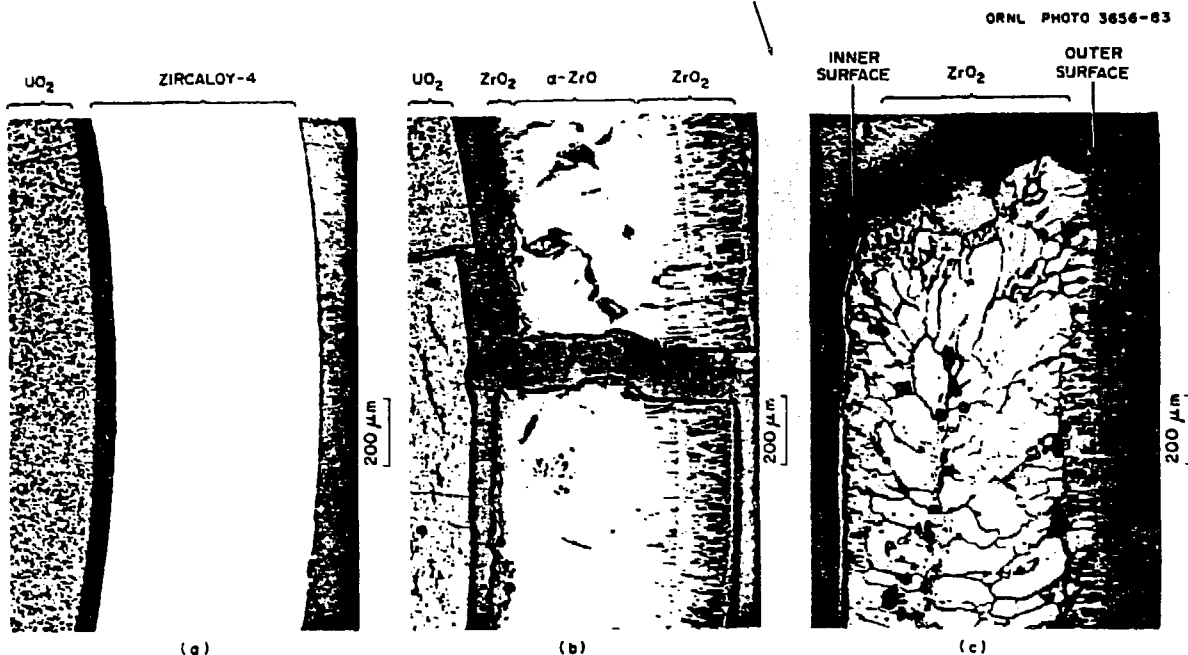 ORNL PHOTO 3656-83
UO₂ ZIRCALOY-4
UO₂ ZrO₂ α-ZrO ZrO₂
INNER SURFACE ZrO₂ OUTER SURFACE
200 μm
200 μm
200 μm
(a) (b) (c)